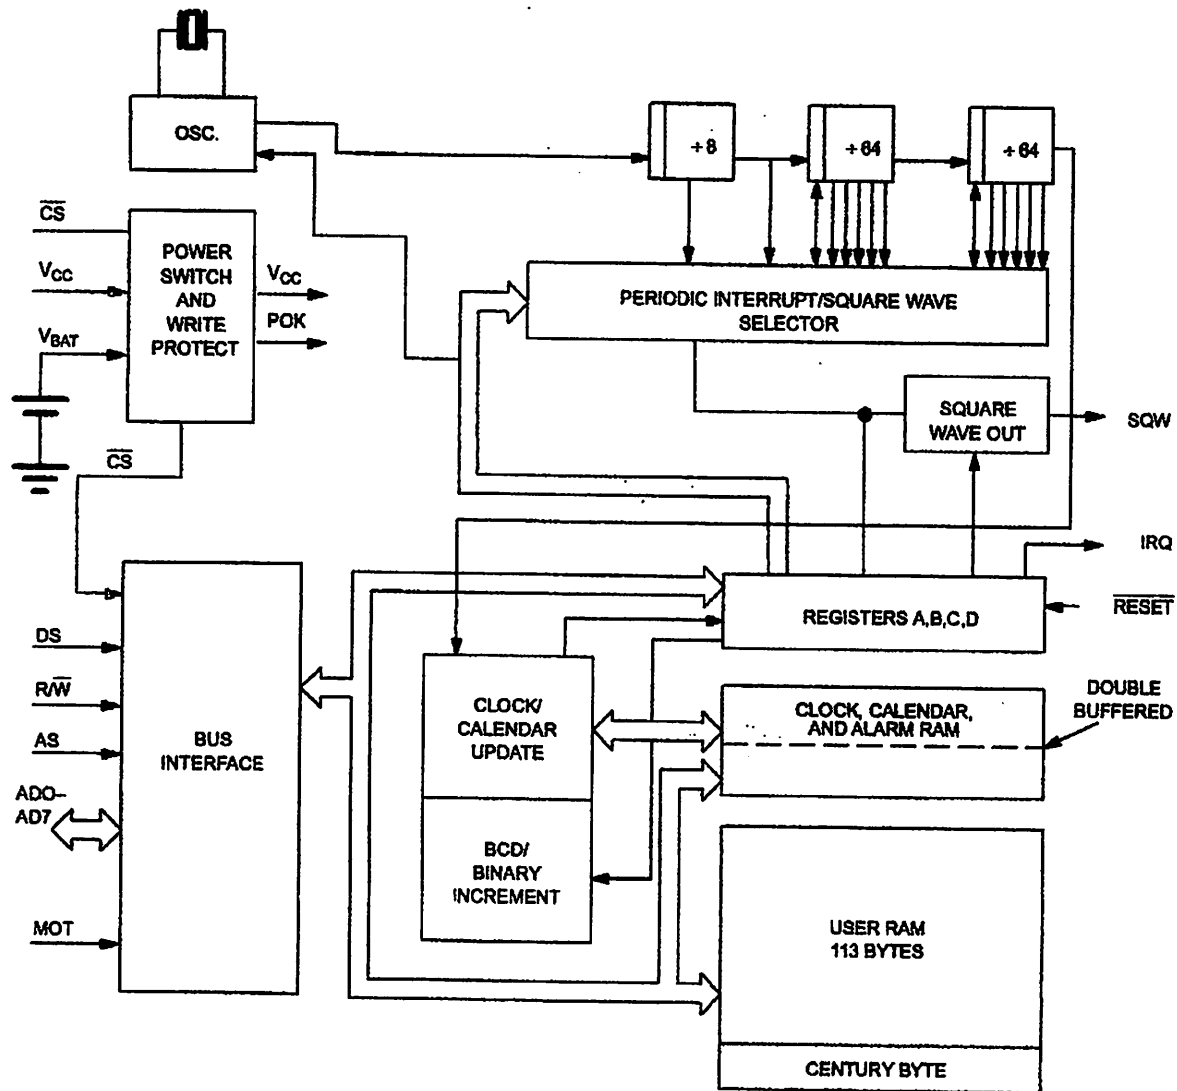 OSC.
÷8
÷64
÷64
CS
VCC
VBAT
POWER
SWITCH
AND
WRITE
PROTECT
VCC
POK
CS
PERIODIC INTERRUPT/SQUARE WAVE
SELECTOR
SQUARE
WAVE OUT
SQW
IRQ
RESET
REGISTERS A,B,C,D
DS
R/W
AS
ADO–
AD7
MOT
BUS
INTERFACE
CLOCK/
CALENDAR
UPDATE
BCD/
BINARY
INCREMENT
CLOCK, CALENDAR,
AND ALARM RAM
DOUBLE
BUFFERED
USER RAM
113 BYTES
CENTURY BYTE